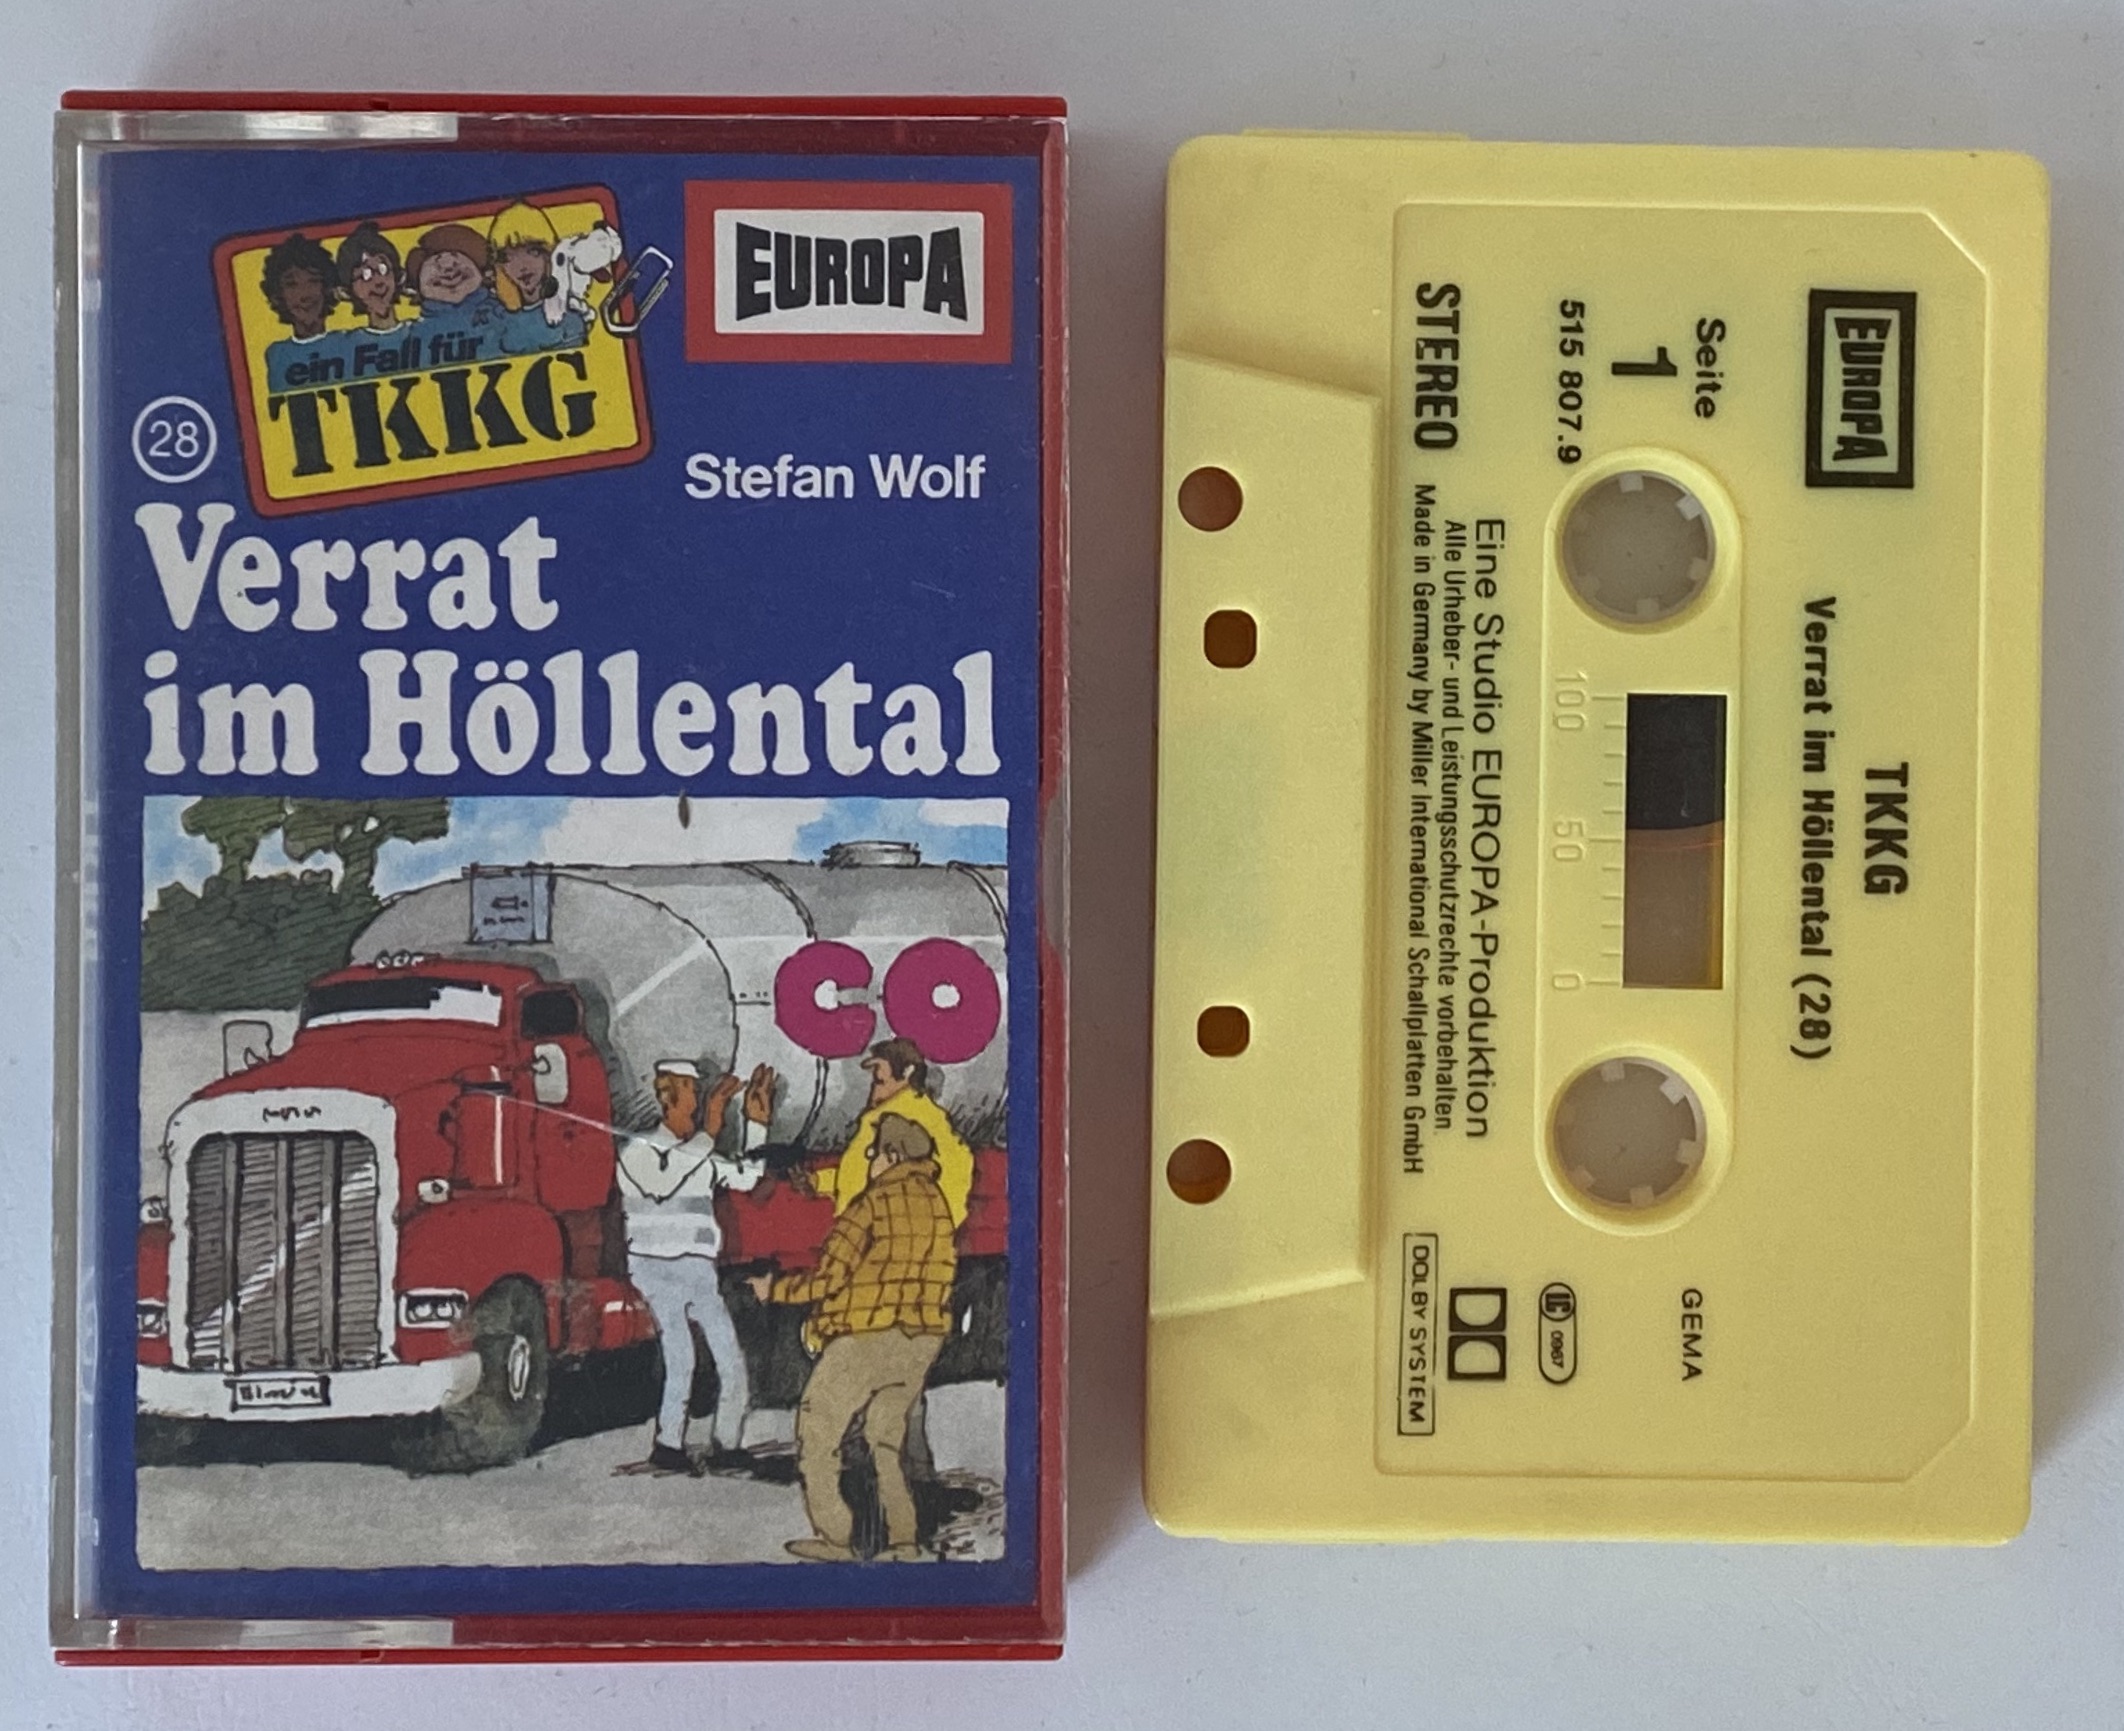 ein Fall für
TKKG
EUROPA
28
Stefan Wolf
Verrat
im Höllental
CO
EUROPA
TKKG
Verrat im Höllental (28)
Seite
1
515 807.9
GEMA
LC 0967
100 50 0
STEREO
Eine Studio EUROPA-Produktion
Alle Urheber- und Leistungsschutzrechte vorbehalten.
Made in Germany by Miller International Schallplatten GmbH
DOLBY SYSTEM